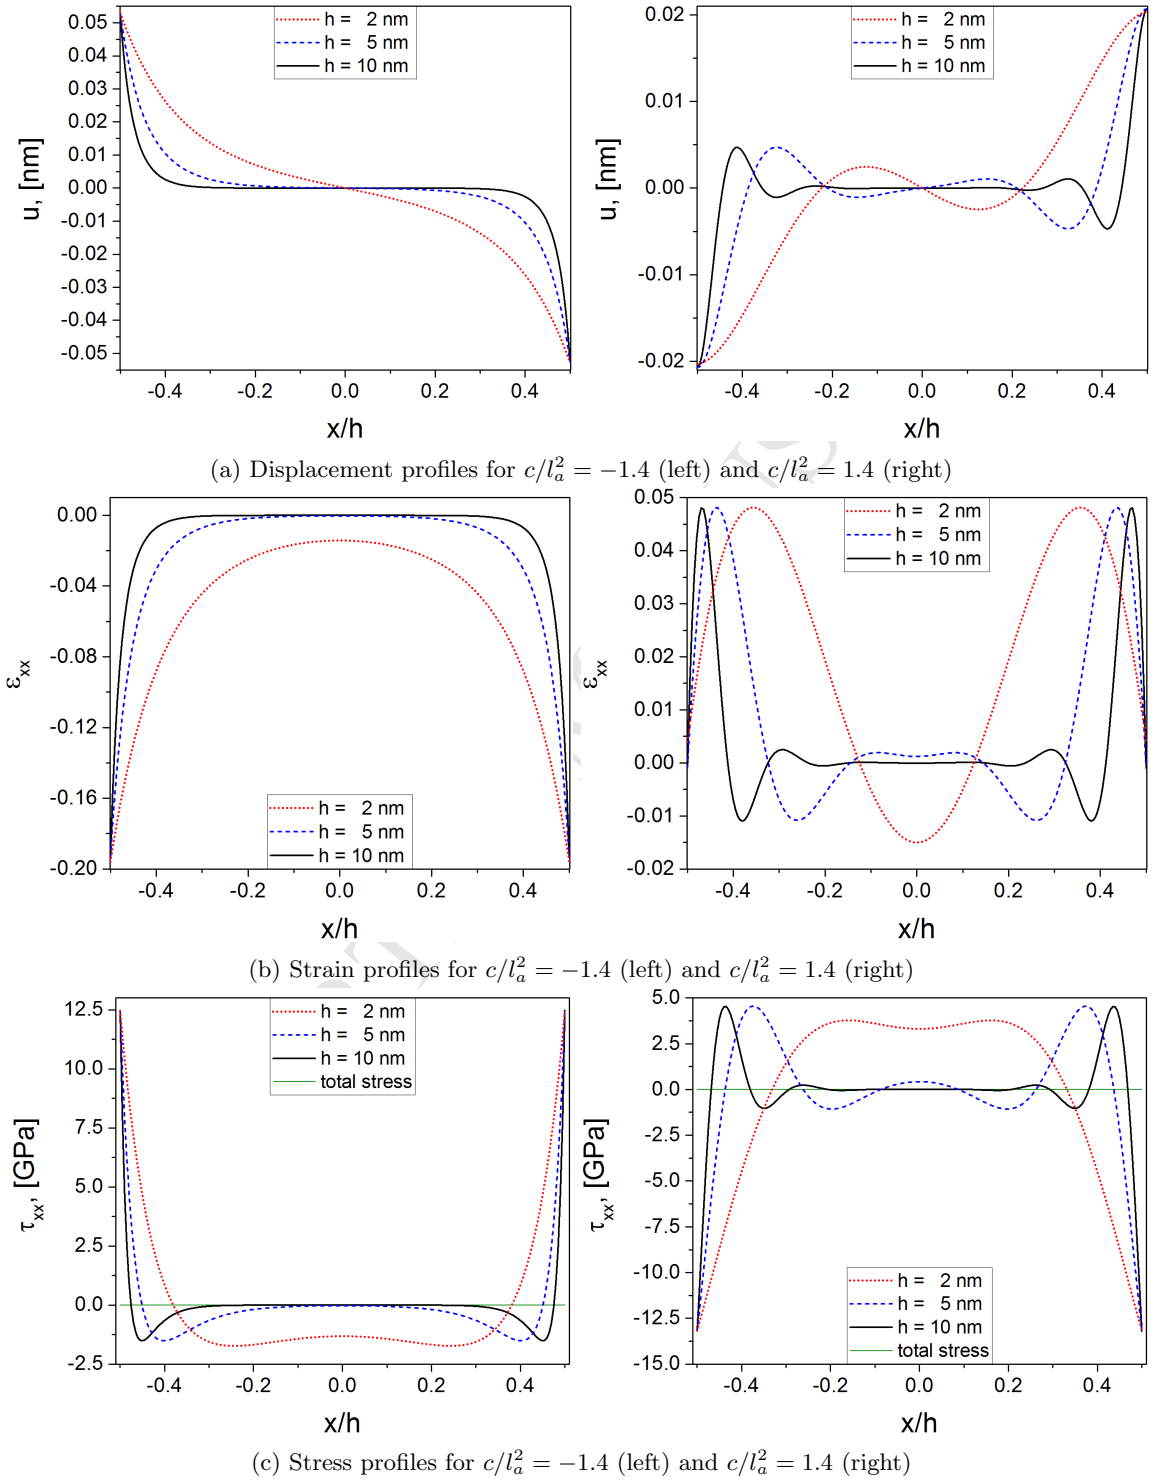 0.05
0.04
0.03
0.02
0.01
0.00
-0.01
-0.02
-0.03
-0.04
-0.05
u, [nm]
h = 2 nm
h = 5 nm
h = 10 nm
-0.4 -0.2 0.0 0.2 0.4
x/h
0.02
0.01
0.00
-0.01
-0.02
u, [nm]
h = 2 nm
h = 5 nm
h = 10 nm
-0.4 -0.2 0.0 0.2 0.4
x/h
(a) Displacement profiles for c/l_a^2 = −1.4 (left) and c/l_a^2 = 1.4 (right)
0.00
-0.04
-0.08
-0.12
-0.16
-0.20
ε_xx
h = 2 nm
h = 5 nm
h = 10 nm
-0.4 -0.2 0.0 0.2 0.4
x/h
0.05
0.04
0.03
0.02
0.01
0.00
-0.01
-0.02
ε_xx
h = 2 nm
h = 5 nm
h = 10 nm
-0.4 -0.2 0.0 0.2 0.4
x/h
(b) Strain profiles for c/l_a^2 = −1.4 (left) and c/l_a^2 = 1.4 (right)
12.5
10.0
7.5
5.0
2.5
0.0
-2.5
τ_xx, [GPa]
h = 2 nm
h = 5 nm
h = 10 nm
total stress
-0.4 -0.2 0.0 0.2 0.4
x/h
5.0
2.5
0.0
-2.5
-5.0
-7.5
-10.0
-12.5
-15.0
τ_xx, [GPa]
h = 2 nm
h = 5 nm
h = 10 nm
total stress
-0.4 -0.2 0.0 0.2 0.4
x/h
(c) Stress profiles for c/l_a^2 = −1.4 (left) and c/l_a^2 = 1.4 (right)